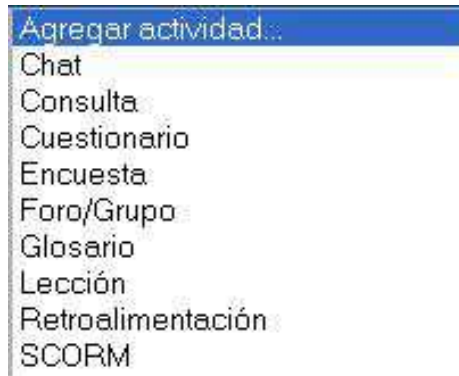 Agregar actividad...
Chat
Consulta
Cuestionario
Encuesta
Foro/Grupo
Glosario
Lección
Retroalimentación
SCORM